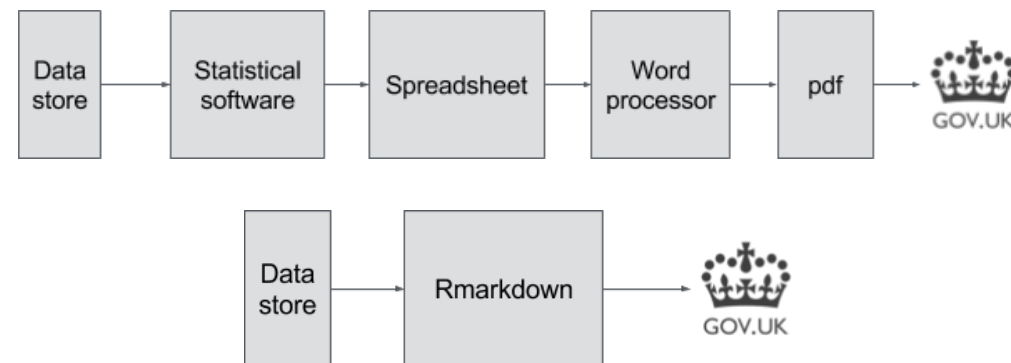 Data
store
Statistical
software
Spreadsheet
Word
processor
pdf
GOV.UK
Data
store
Rmarkdown
GOV.UK